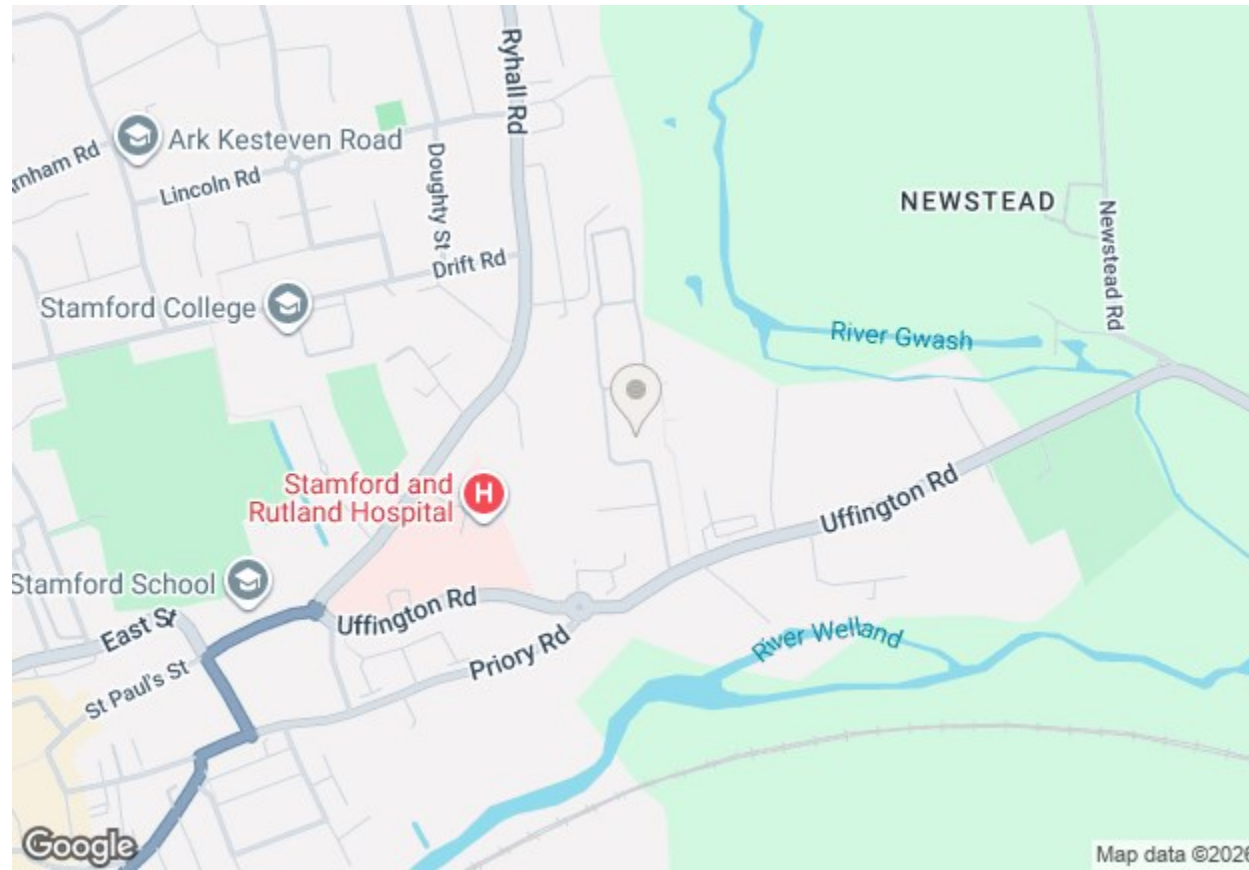 Ryhall Rd
Ark Kesteven Road
rnham Rd
Lincoln Rd
Doughty St
NEWSTEAD
Newstead Rd
Drift Rd
Stamford College
River Gwash
Stamford and
Rutland Hospital
H
Uffington Rd
Stamford School
Uffington Rd
East St
Priory Rd
River Welland
St Paul's St
Google
Map data ©2026